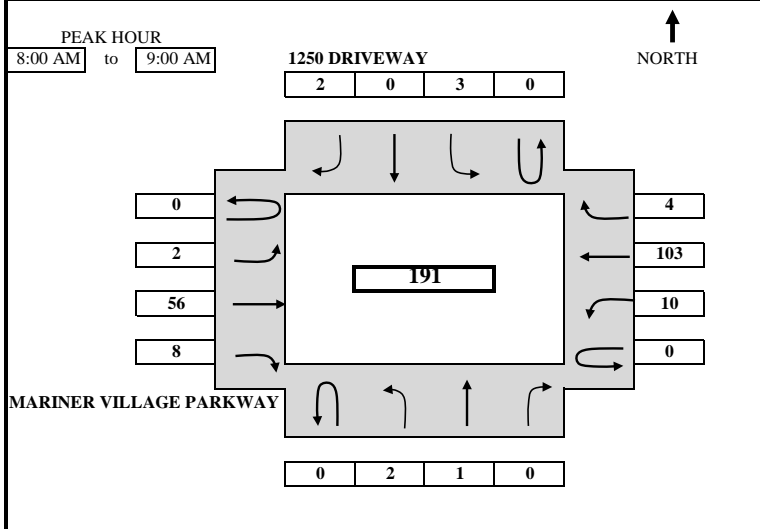 PEAK HOUR
8:00 AM to 9:00 AM
1250 DRIVEWAY
NORTH
2 0 3 0
0 4
2 103
191
56 10
8 0
MARINER VILLAGE PARKWAY
0 2 1 0